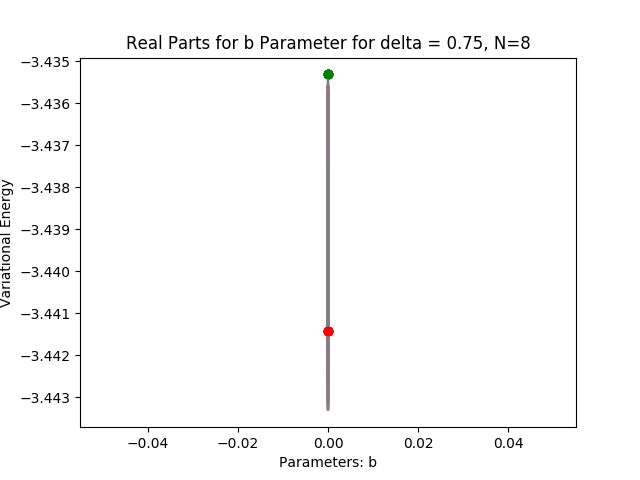 Real Parts for b Parameter for delta = 0.75, N=8
−3.435
−3.436
−3.437
−3.438
−3.439
−3.440
−3.441
−3.442
−3.443
Variational Energy
−0.04 −0.02 0.00 0.02 0.04
Parameters: b